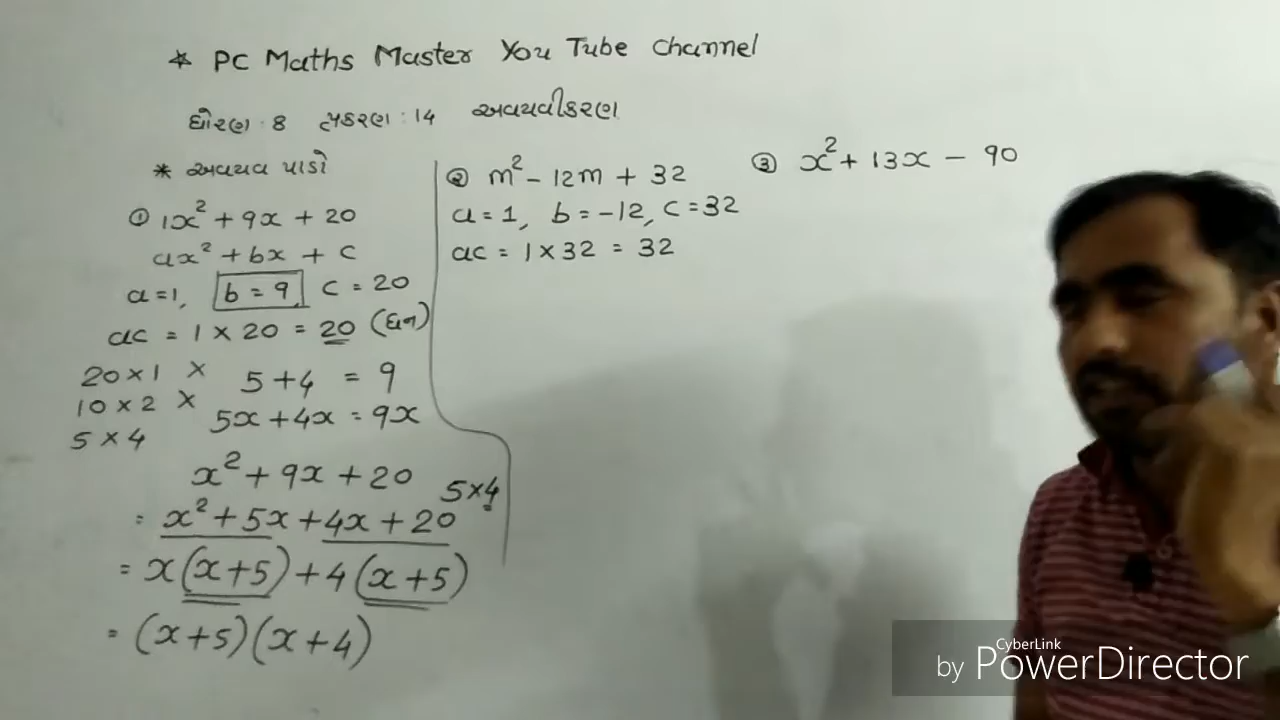 * PC Maths Master You Tube Channel
ધોરણ : 8 પ્રકરણ : 14 અવયવીકરણ
* અવયવ પાડો
① 1x² + 9x + 20
ax² + bx + c
a = 1, b = 9, c = 20
ac = 1 × 20 = 20 (ધન)
20 × 1 ×
10 × 2 ×
5 × 4
5 + 4 = 9
5x + 4x = 9x
x² + 9x + 20
5×4
= x² + 5x + 4x + 20
= x(x+5) + 4(x+5)
= (x+5)(x+4)
② m² - 12m + 32
a = 1, b = -12, c = 32
ac = 1 × 32 = 32
③ x² + 13x - 90
CyberLink
by PowerDirector